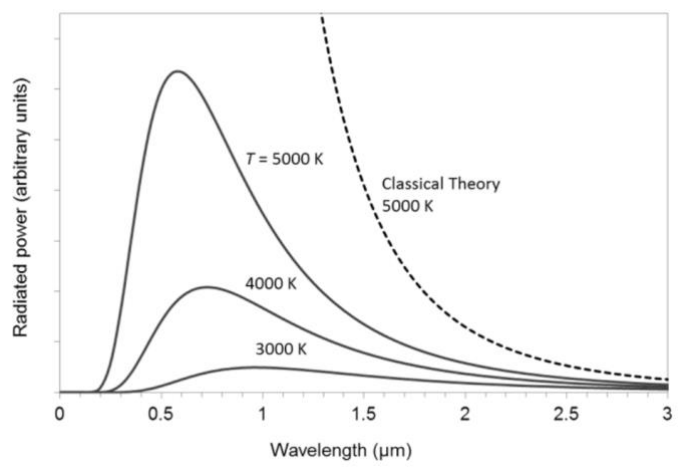 Radiated power (arbitrary units)
T = 5000 K
Classical Theory
5000 K
4000 K
3000 K
0 0.5 1 1.5 2 2.5 3
Wavelength (µm)